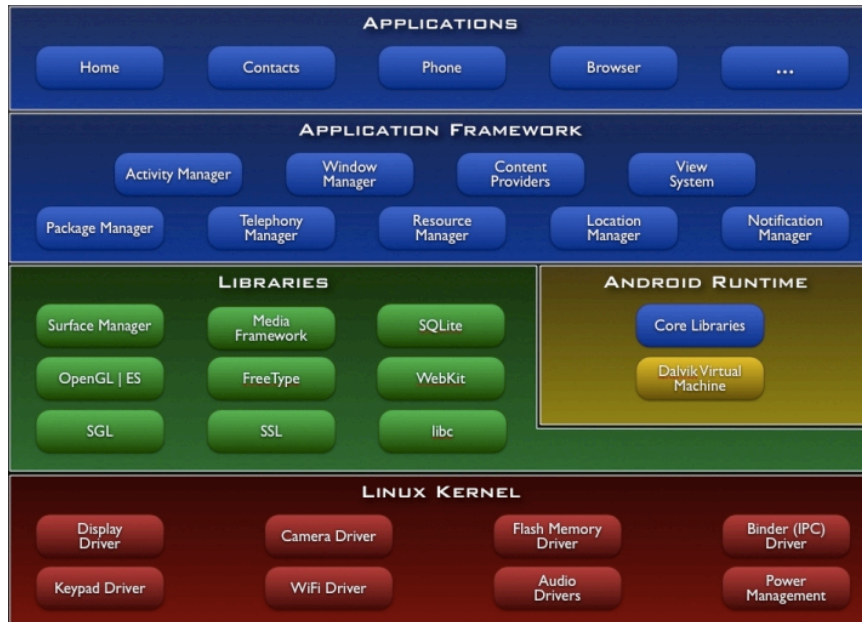 APPLICATIONS
Home
Contacts
Phone
Browser
...
APPLICATION FRAMEWORK
Activity Manager
Window
Manager
Content
Providers
View
System
Package Manager
Telephony
Manager
Resource
Manager
Location
Manager
Notification
Manager
LIBRARIES
Surface Manager
Media
Framework
SQLite
OpenGL | ES
FreeType
WebKit
SGL
SSL
libc
ANDROID RUNTIME
Core Libraries
Dalvik Virtual
Machine
LINUX KERNEL
Display
Driver
Camera Driver
Flash Memory
Driver
Binder (IPC)
Driver
Keypad Driver
WiFi Driver
Audio
Drivers
Power
Management